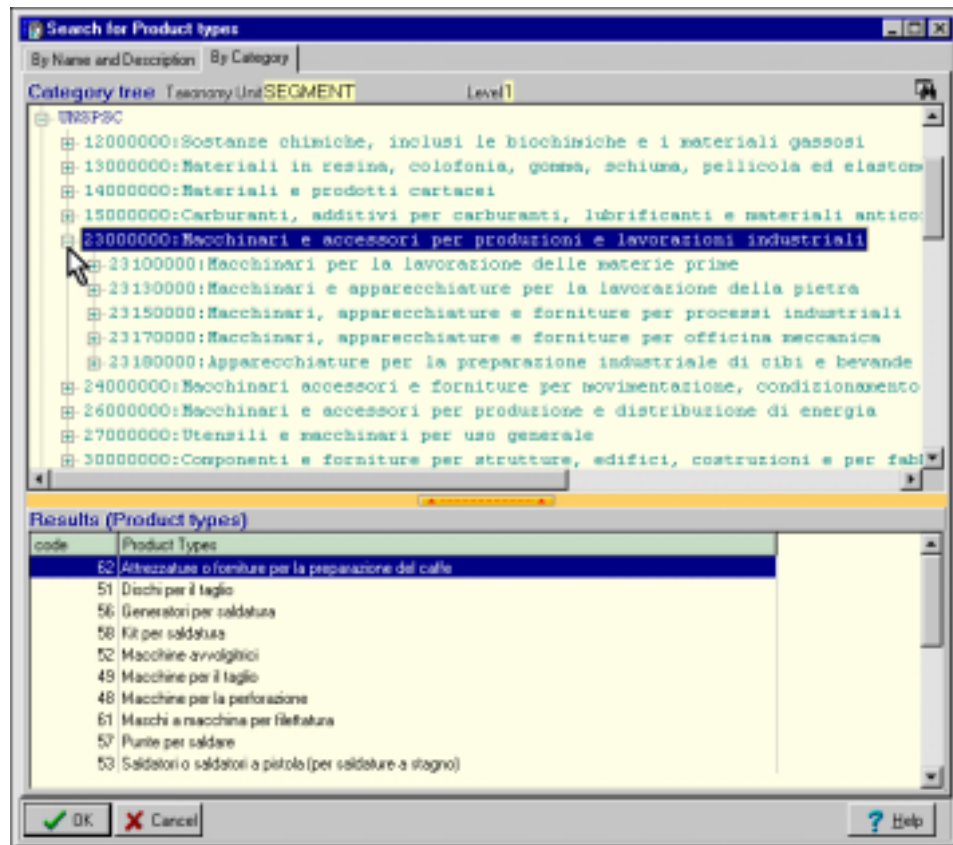 Search for Product types
By Name and Description By Category
Category tree Taxonomy Unit SEGMENT Level 1
UNSPSC
12000000:Sostanze chimiche, inclusi le biochimiche e i materiali gassosi
13000000:Materiali in resina, colofonia, gomma, schiuma, pellicola ed elastom
14000000:Materiali e prodotti cartacei
15000000:Carburanti, additivi per carburanti, lubrificanti e materiali antico
23000000:Macchinari e accessori per produzioni e lavorazioni industriali
23100000:Macchinari per la lavorazione delle materie prime
23130000:Macchinari e apparecchiature per la lavorazione della pietra
23150000:Macchinari, apparecchiature e forniture per processi industriali
23170000:Macchinari, apparecchiature e forniture per officina meccanica
23180000:Apparecchiature per la preparazione industriale di cibi e bevande
24000000:Macchinari accessori e forniture per movimentazione, condizionamento
26000000:Macchinari e accessori per produzione e distribuzione di energia
27000000:Utensili e macchinari per uso generale
30000000:Componenti e forniture per strutture, edifici, costruzioni e per fabb
Results (Product types)
code Product Types
62 Attrezzature o forniture per la preparazione del caffe
51 Dischi per il taglio
56 Generatori per saldatura
58 Kit per saldatura
52 Macchine avvolgitrici
49 Macchine per il taglio
48 Macchine per la perforazione
61 Maschi a macchina per filettatura
57 Punte per saldare
53 Saldatori o saldatori a pistola (per saldature a stagno)
OK Cancel Help